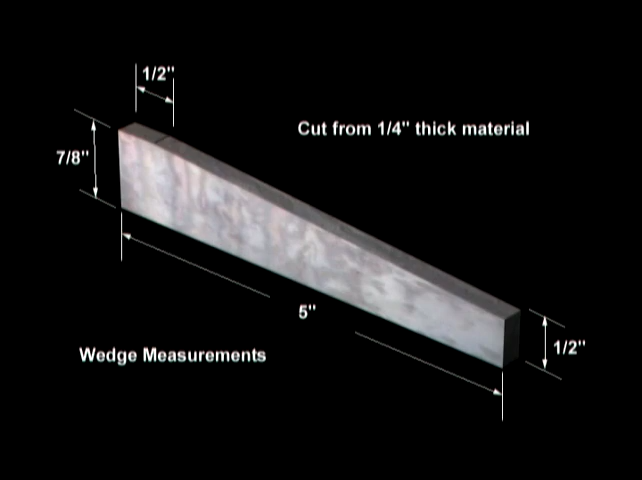 1/2"
Cut from 1/4" thick material
7/8"
5"
1/2"
Wedge Measurements